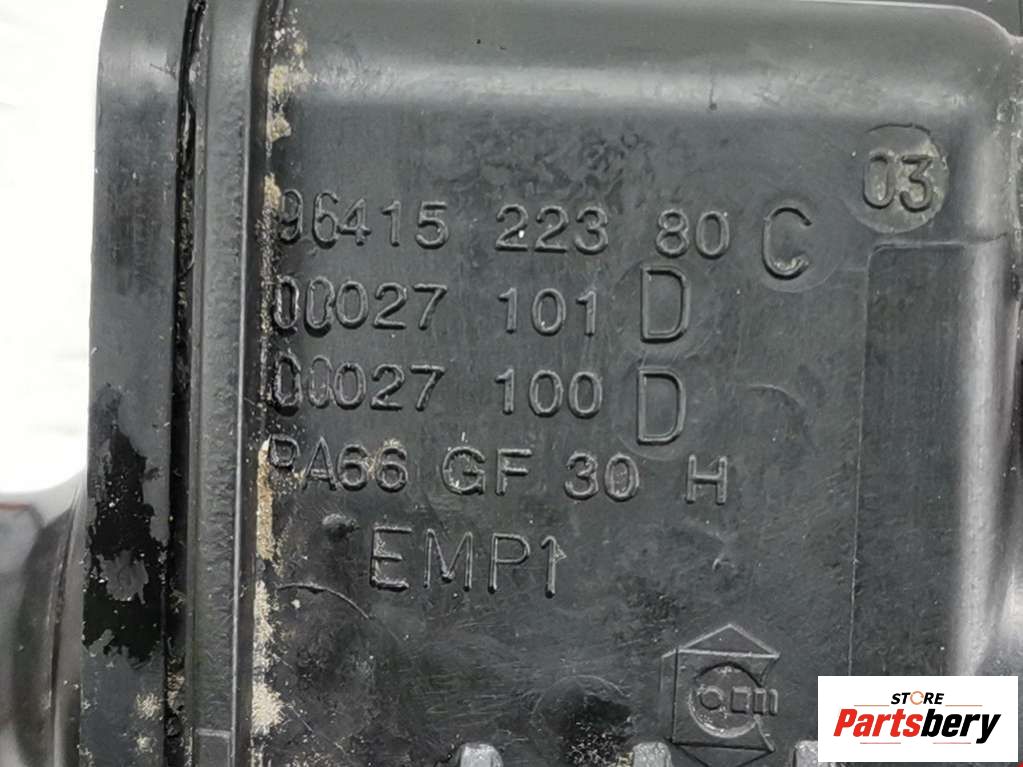 03
96415 223 80 C
00027 101 D
00027 100 D
PA66 GF 30 H
EMP1
STORE
Partsbery